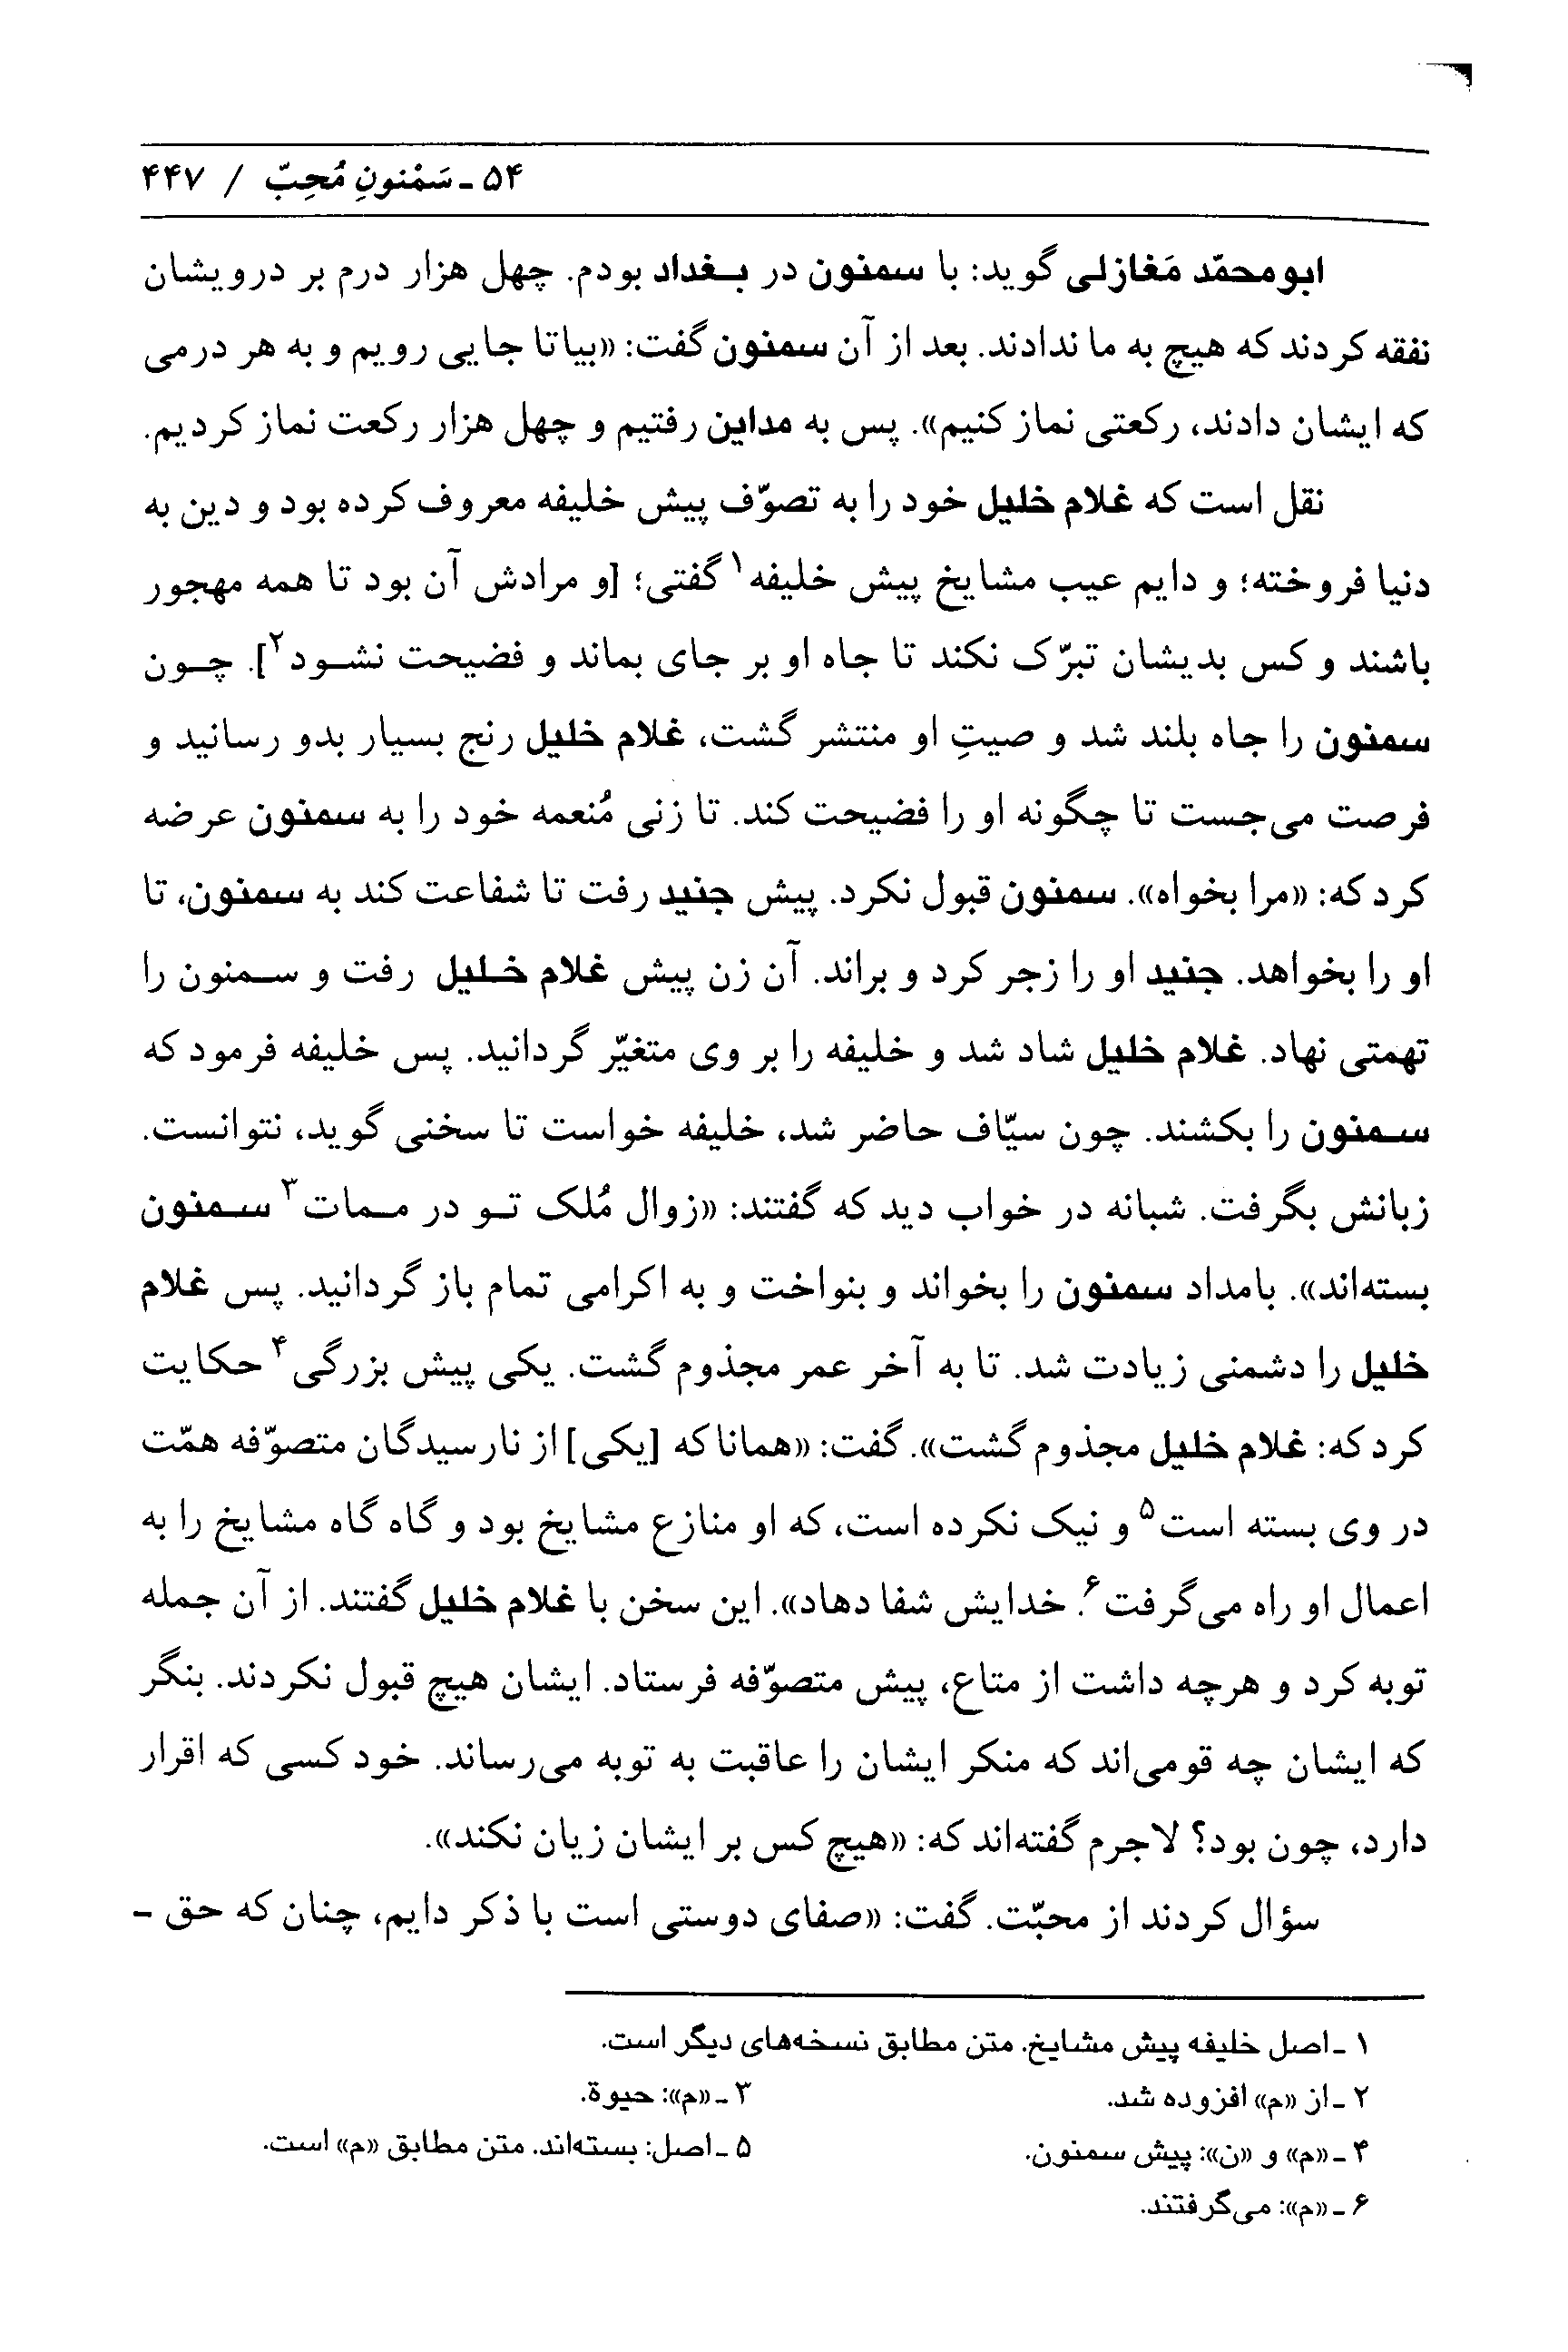 ۵۴ ـ سَمْنونِ مُحِبّ / ۴۴۷
ابومحمّد مَغازلی گوید: با سمنون در بغداد بودم. چهل هزار درم بر درویشان
نفقه کردند که هیچ به ما ندادند. بعد از آن سمنون گفت: «بیا تا جایی رویم و به هر درمی
که ایشان دادند، رکعتی نماز کنیم». پس به مداین رفتیم و چهل هزار رکعت نماز کردیم.
نقل است که غلام خلیل خود را به تصوّف پیش خلیفه معروف کرده بود و دین به
دنیا فروخته؛ و دایم عیب مشایخ پیش خلیفه۱ گفتی؛ [و مرادش آن بود تا همه مهجور
باشند و کس بدیشان تبرّک نکند تا جاه او بر جای بماند و فضیحت نشود۲]. چون
سمنون را جاه بلند شد و صیتِ او منتشر گشت، غلام خلیل رنج بسیار بدو رسانید و
فرصت می‌جست تا چگونه او را فضیحت کند. تا زنی مُنعمه خود را به سمنون عرضه
کرد که: «مرا بخواه». سمنون قبول نکرد. پیش جنید رفت تا شفاعت کند به سمنون، تا
او را بخواهد. جنید او را زجر کرد و براند. آن زن پیش غلام خلیل رفت و سمنون را
تهمتی نهاد. غلام خلیل شاد شد و خلیفه را بر وی متغیّر گردانید. پس خلیفه فرمود که
سمنون را بکشند. چون سیّاف حاضر شد، خلیفه خواست تا سخنی گوید، نتوانست.
زبانش بگرفت. شبانه در خواب دید که گفتند: «زوال مُلک تو در ممات۳ سمنون
بسته‌اند». بامداد سمنون را بخواند و بنواخت و به اکرامی تمام باز گردانید. پس غلام
خلیل را دشمنی زیادت شد. تا به آخر عمر مجذوم گشت. یکی پیش بزرگی۴ حکایت
کرد که: غلام خلیل مجذوم گشت». گفت: «همانا که [یکی] از نارسیدگان متصوّفه همّت
در وی بسته است۵ و نیک نکرده است، که او منازع مشایخ بود و گاه گاه مشایخ را به
اعمال او راه می‌گرفت۶. خدایش شفا دهاد». این سخن با غلام خلیل گفتند. از آن جمله
توبه کرد و هرچه داشت از متاع، پیش متصوّفه فرستاد. ایشان هیچ قبول نکردند. بنگر
که ایشان چه قومی‌اند که منکر ایشان را عاقبت به توبه می‌رساند. خود کسی که اقرار
دارد، چون بود؟ لاجرم گفته‌اند که: «هیچ کس بر ایشان زیان نکند».
سؤال کردند از محبّت. گفت: «صفای دوستی است با ذکر دایم، چنان که حق -
۱ ـ اصل خلیفه پیش مشایخ. متن مطابق نسخه‌های دیگر است.
۲ ـ از «م» افزوده شد.
۳ ـ «م»: حیوة.
۴ ـ «م» و «ن»: پیش سمنون.
۵ ـ اصل: بسته‌اند. متن مطابق «م» است.
۶ ـ «م»: می‌گرفتند.